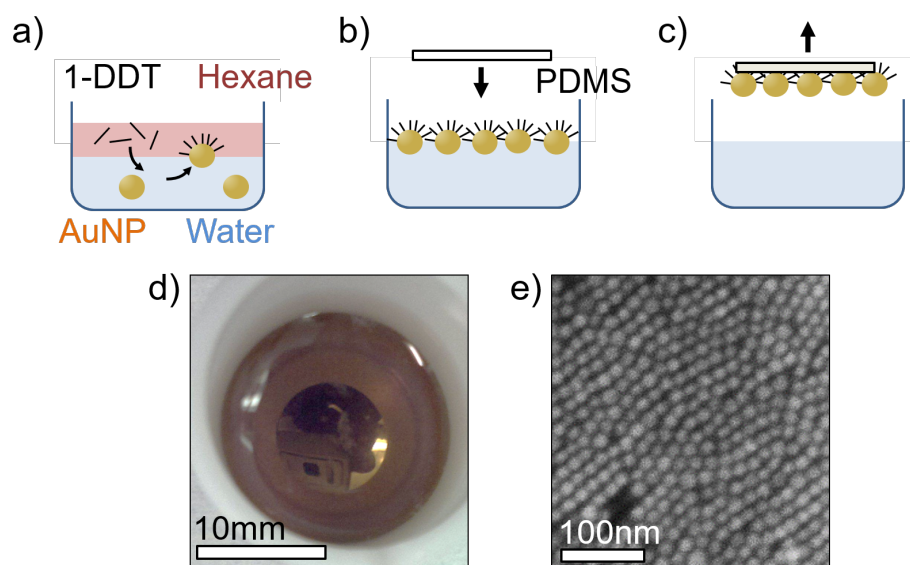 a)
b)
c)
1-DDT
Hexane
PDMS
AuNP
Water
d)
e)
10mm
100nm